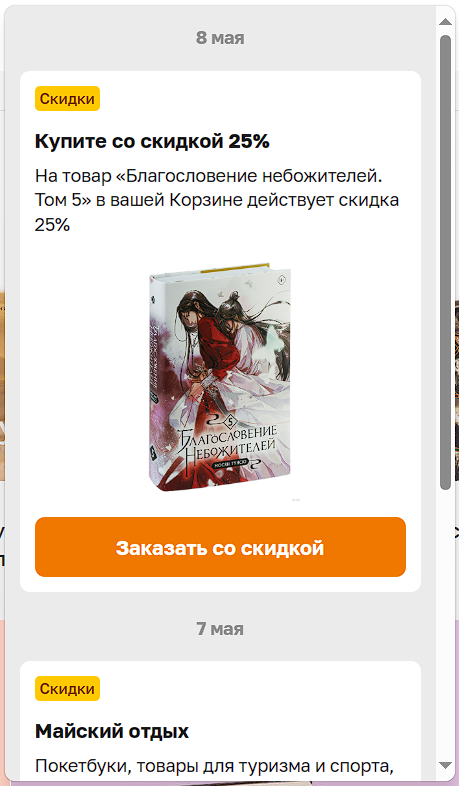 8 мая
Скидки
Купите со скидкой 25%
На товар «Благословение небожителей.
Том 5» в вашей Корзине действует скидка
25%
5
Благословение
Небожителей
МОСЯН ТУНСЮ
Заказать со скидкой
7 мая
Скидки
Майский отдых
Покетбуки, товары для туризма и спорта,